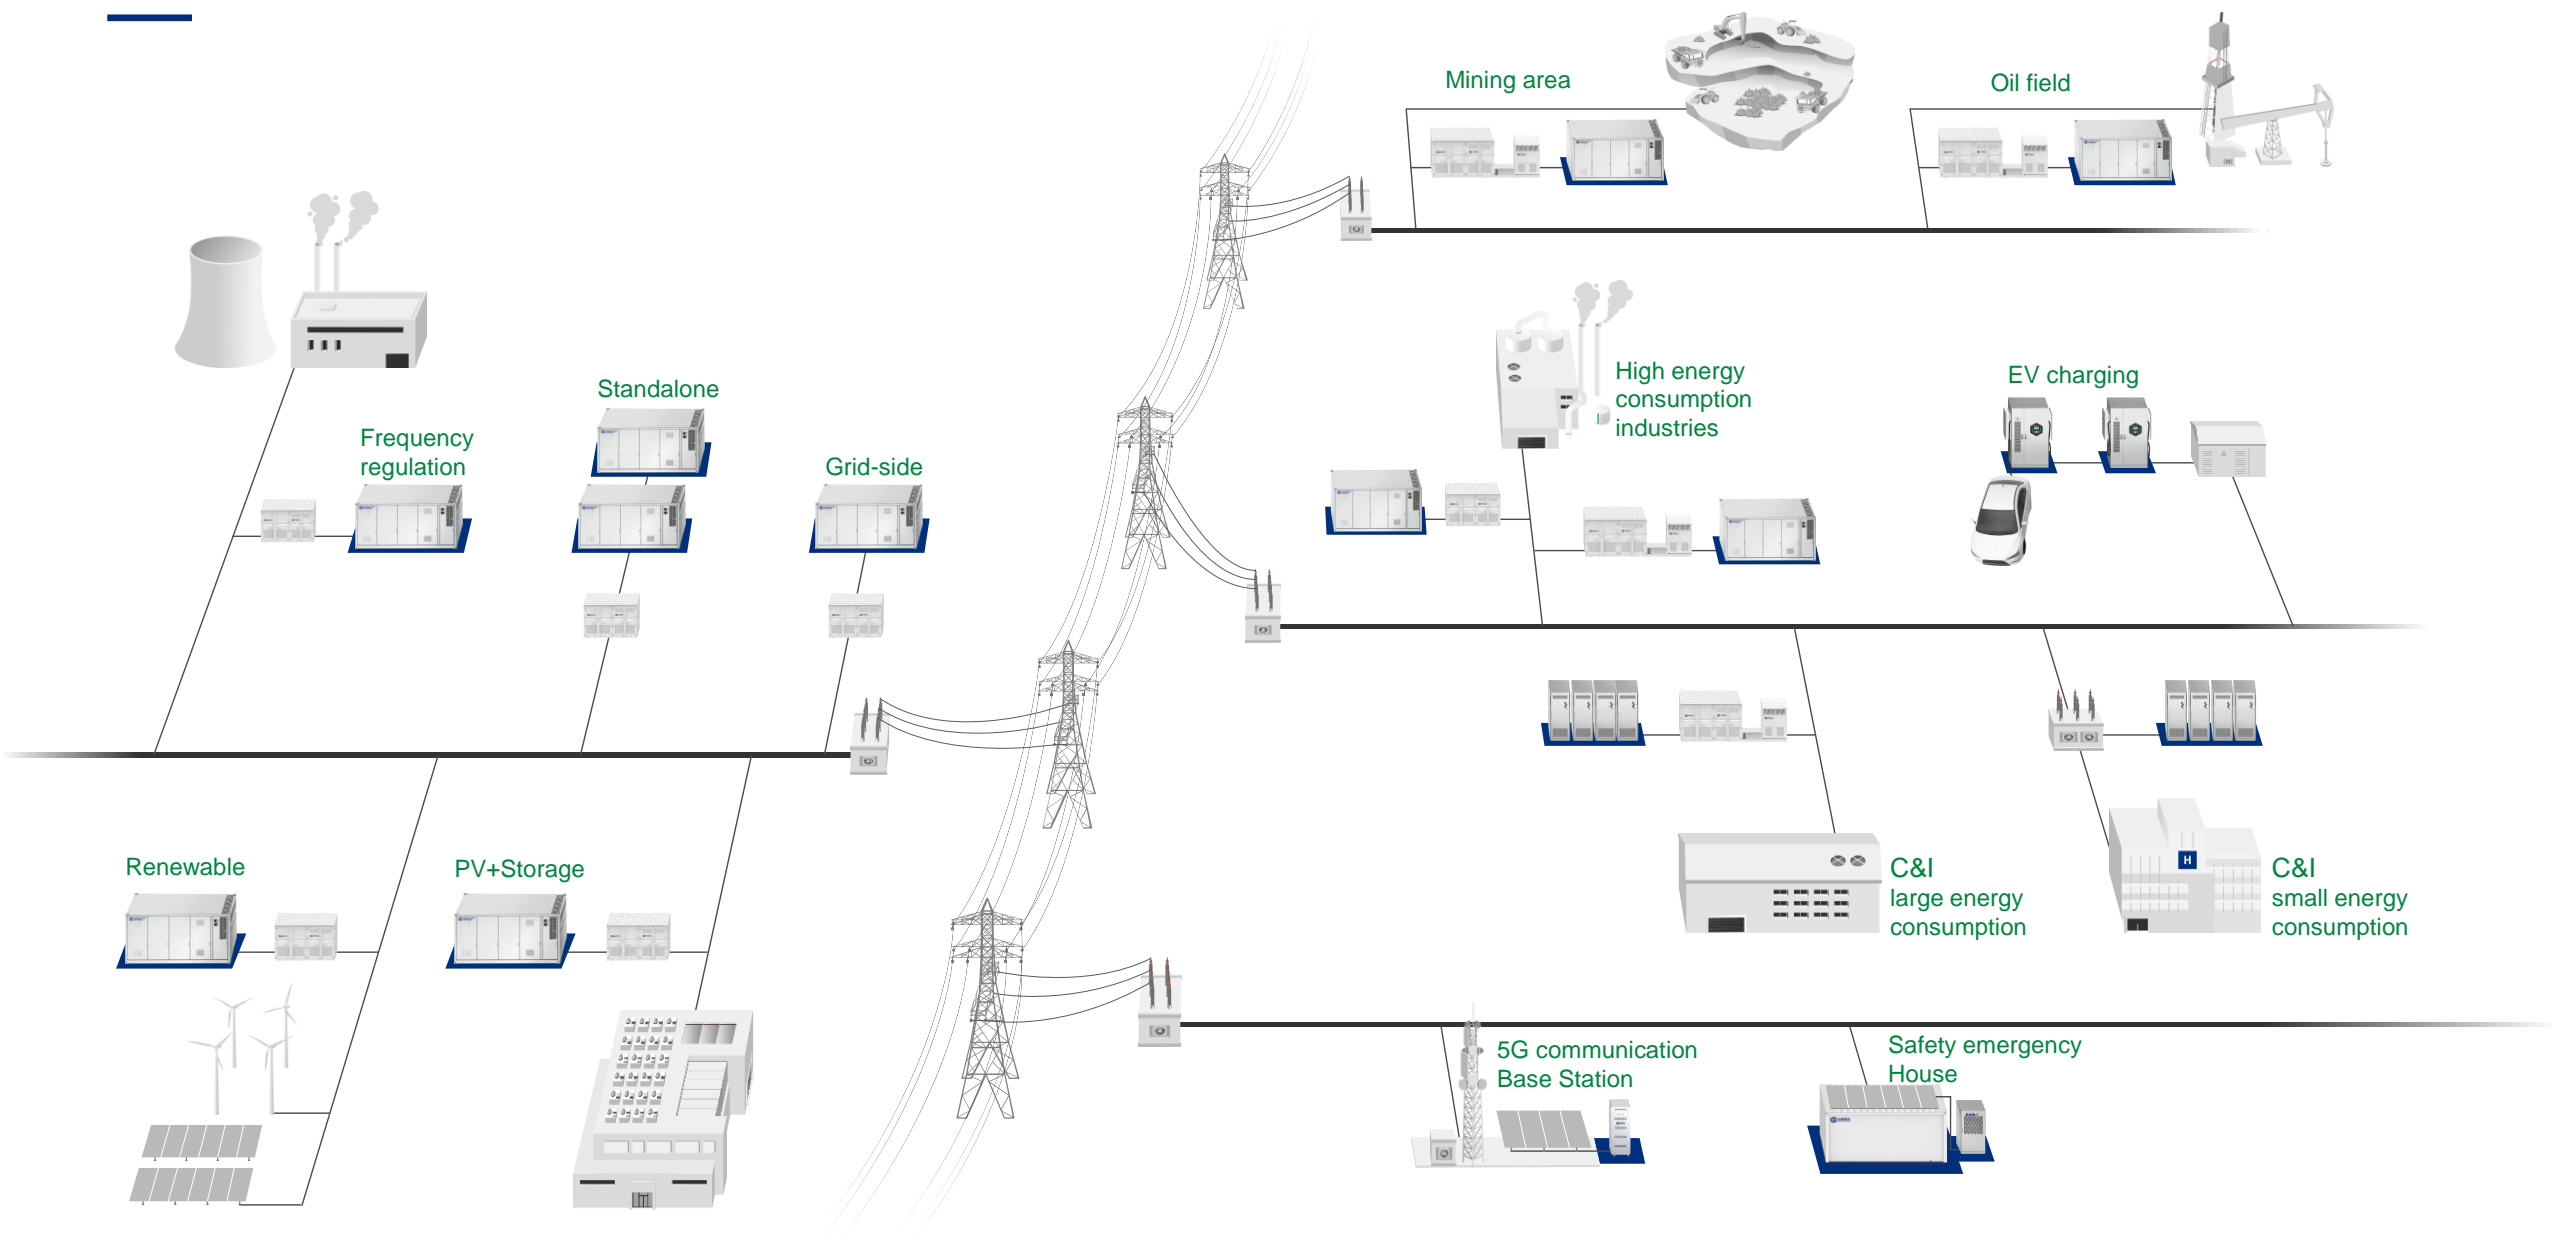 Mining area
Oil field
Standalone
Frequency
regulation
Grid-side
High energy
consumption
industries
EV charging
Renewable
PV+Storage
C&I
large energy
consumption
H
C&I
small energy
consumption
5G communication
Base Station
Safety emergency
House